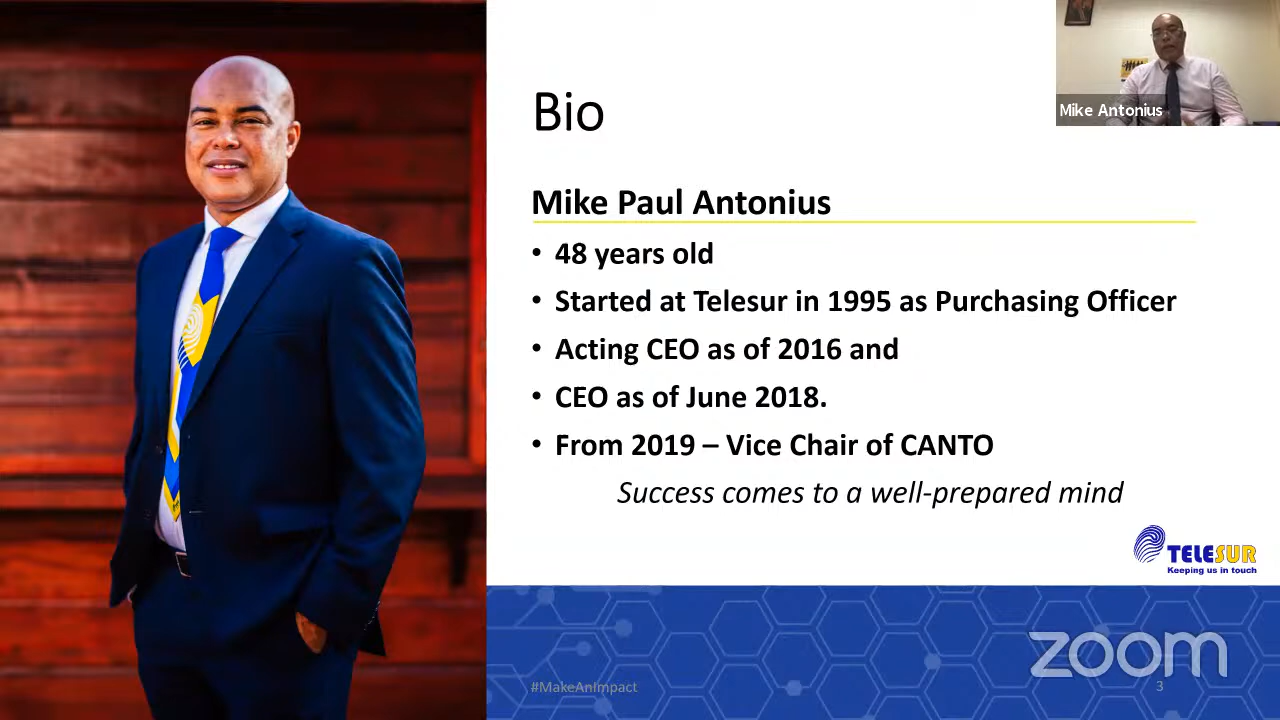 Bio
Mike Antonius
Mike Paul Antonius
• 48 years old
• Started at Telesur in 1995 as Purchasing Officer
• Acting CEO as of 2016 and
• CEO as of June 2018.
• From 2019 – Vice Chair of CANTO
Success comes to a well-prepared mind
TELESUR
Keeping us in touch
zoom
#MakeAnImpact
3